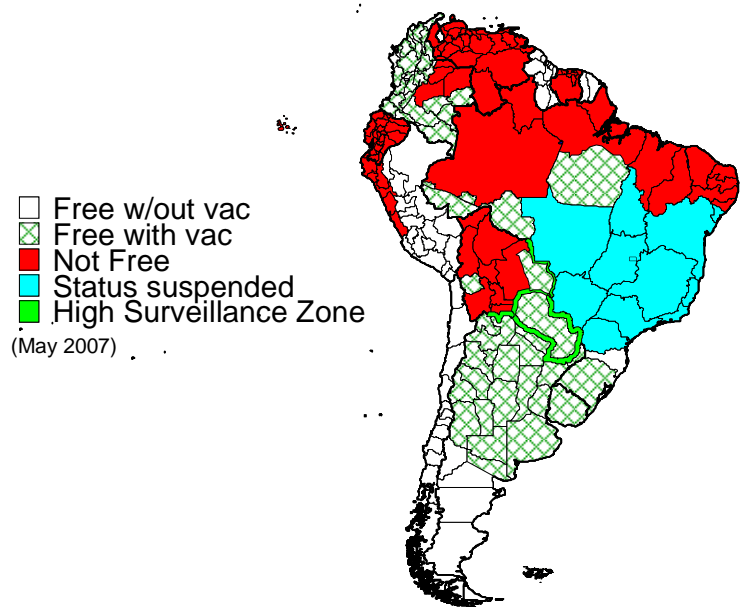 Free w/out vac
Free with vac
Not Free
Status suspended
High Surveillance Zone
(May 2007)